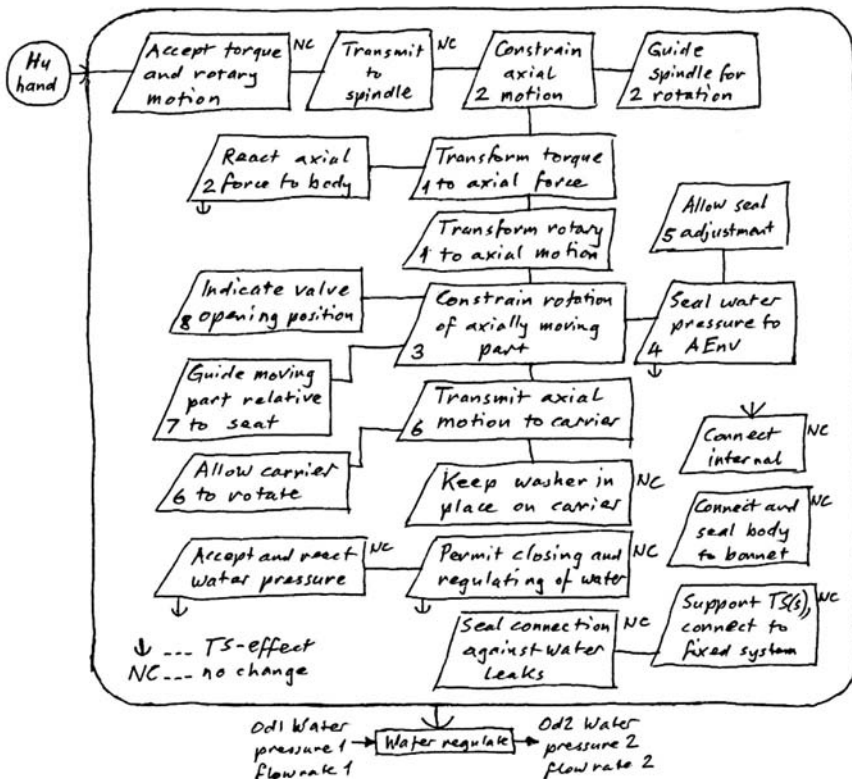 Hu
hand
Accept torque
and rotary
motion
NC
Transmit
to
spindle
NC
Constrain
axial
2 motion
Guide
spindle for
2 rotation
React axial
2 force to body
Transform torque
1 to axial force
Allow seal
5 adjustment
Transform rotary
1 to axial motion
Indicate valve
8 opening position
Constrain rotation
of axially moving
3 part
Seal water
pressure to
4 AEnv
Guide moving
part relative
7 to seat
Transmit axial
6 motion to carrier
Connect
internal
NC
Allow carrier
6 to rotate
Keep washer in
place on carrier
NC
Connect and
seal body
to bonnet
NC
Accept and react
water pressure
NC
Permit closing and
regulating of water
NC
Seal connection
against water
leaks
NC
Support TS(s),
connect to
fixed system
NC
↓ --- TS-effect
NC --- no change
Od1 Water
pressure 1
flow rate 1
Water regulate
Od2 Water
pressure 2
flow rate 2